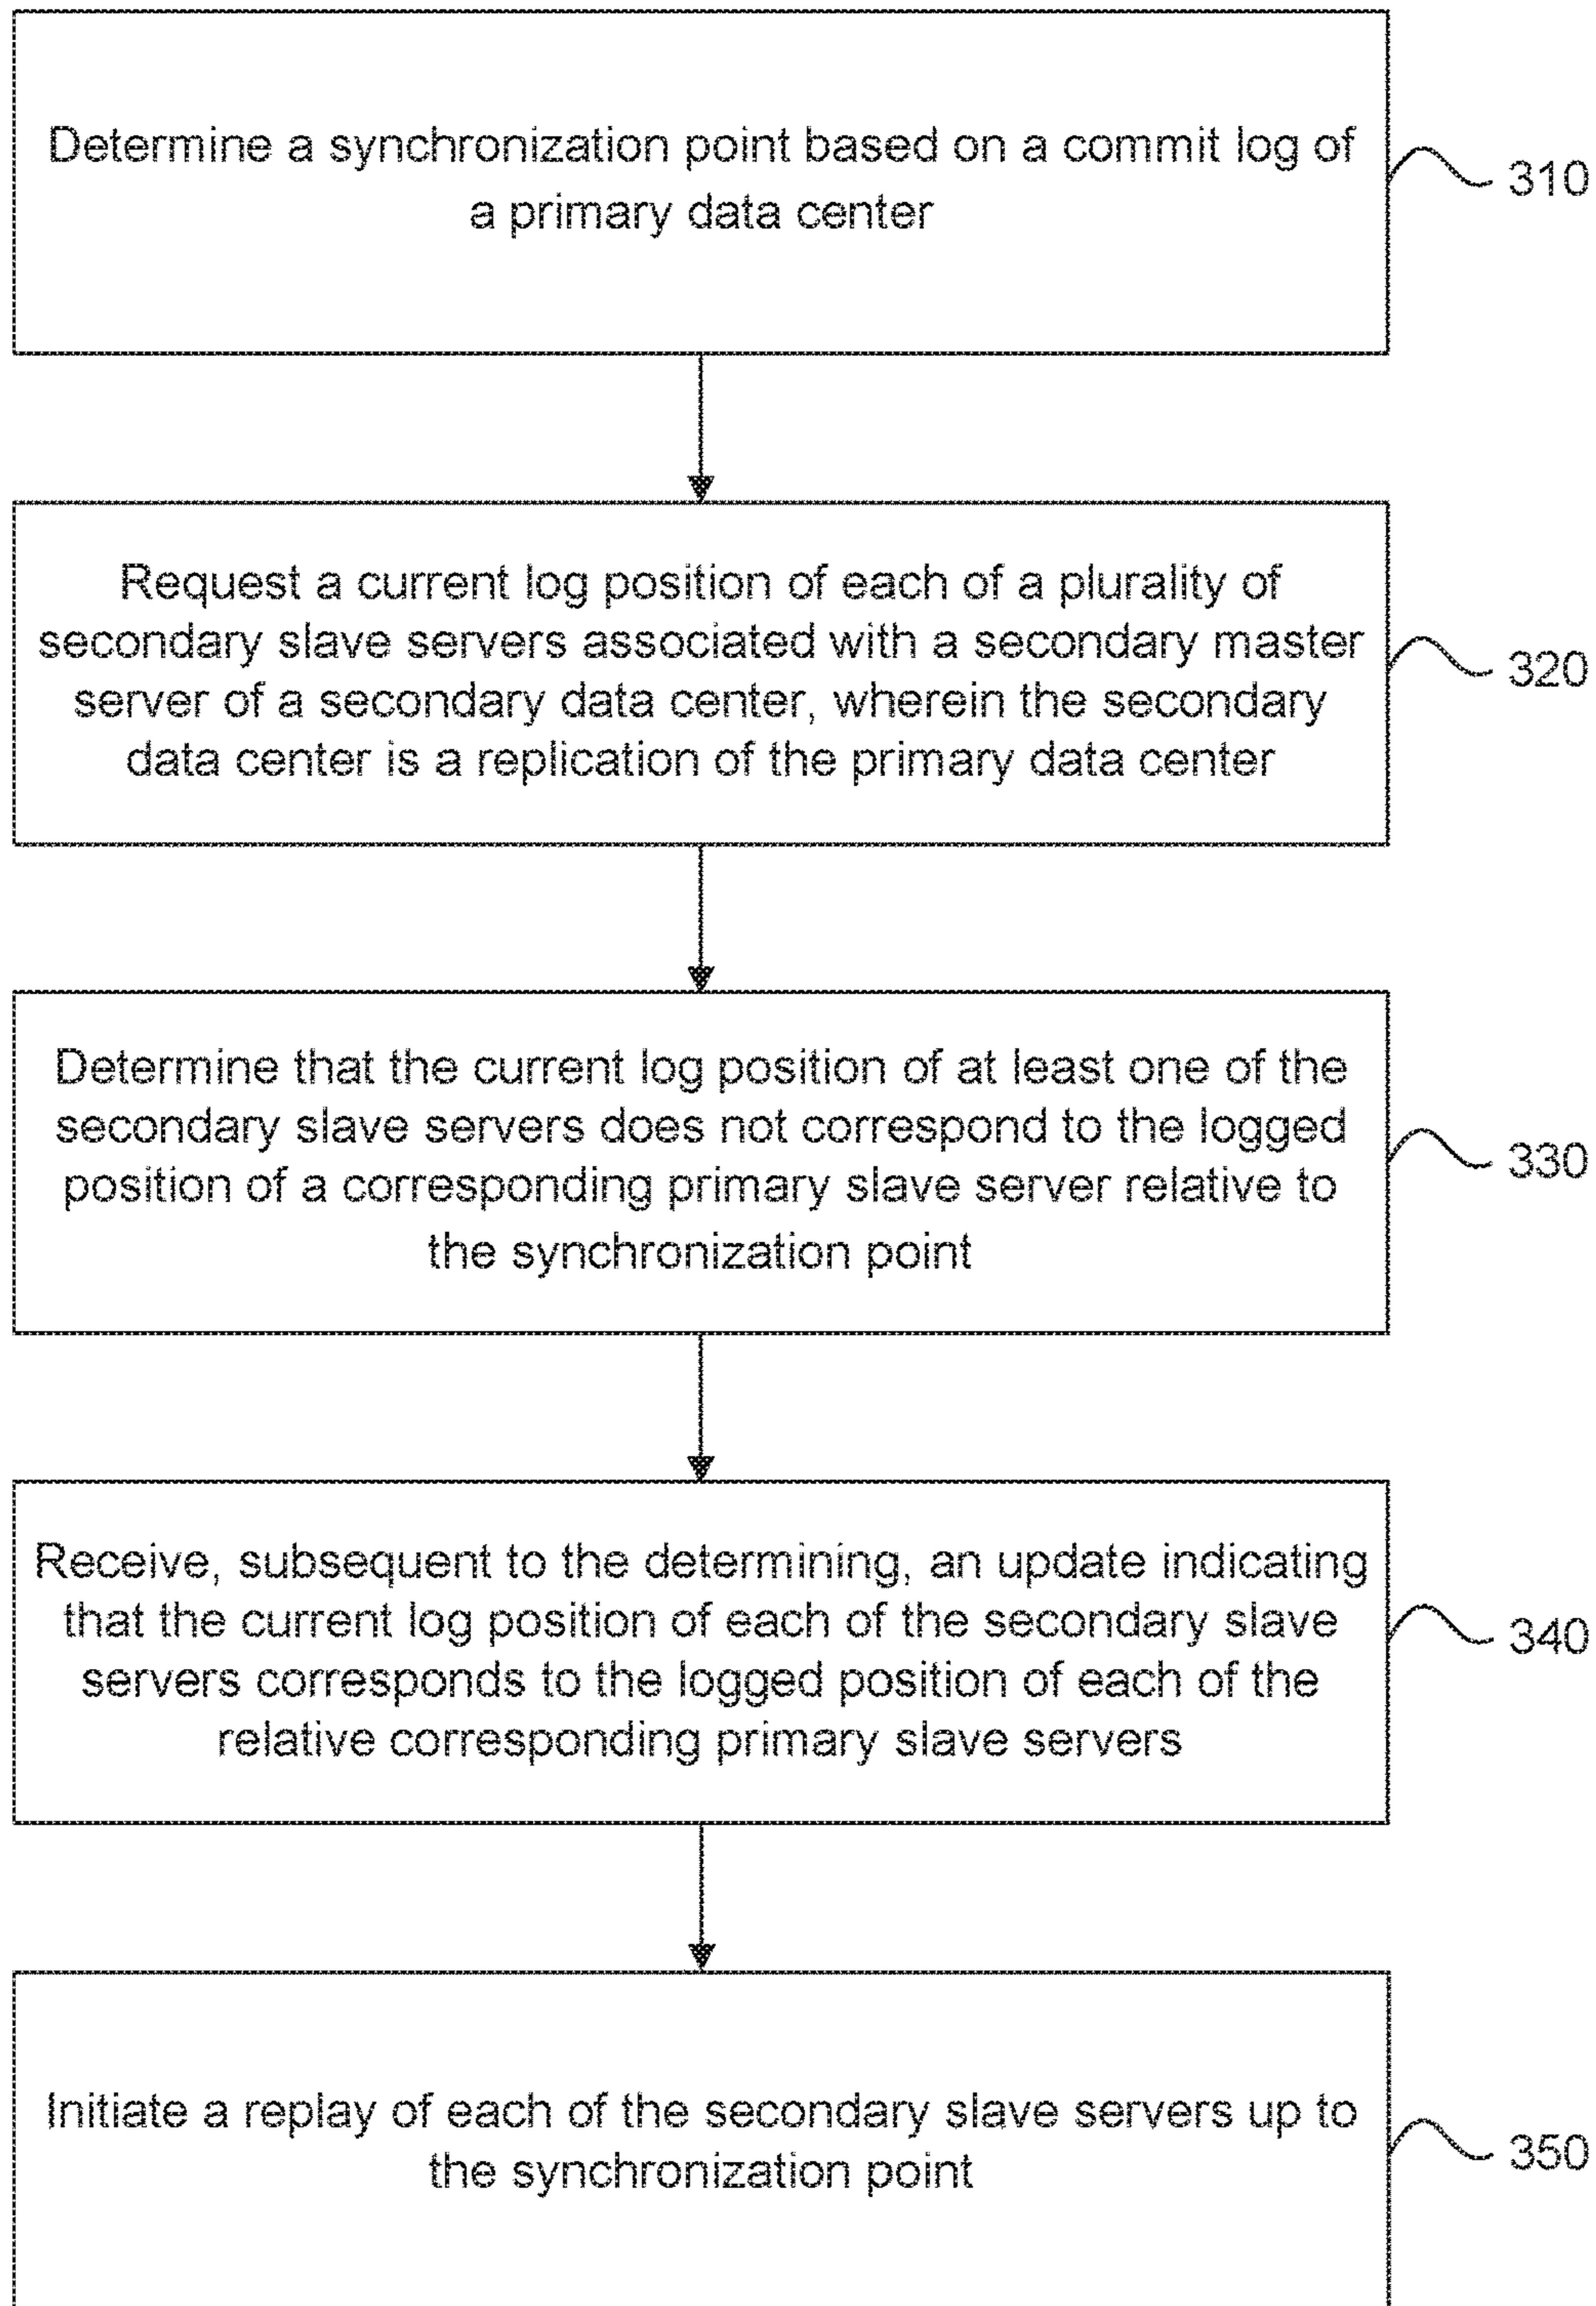 Determine a synchronization point based on a commit log of
a primary data center
310
Request a current log position of each of a plurality of
secondary slave servers associated with a secondary master
server of a secondary data center, wherein the secondary
data center is a replication of the primary data center
320
Determine that the current log position of at least one of the
secondary slave servers does not correspond to the logged
position of a corresponding primary slave server relative to
the synchronization point
330
Receive, subsequent to the determining, an update indicating
that the current log position of each of the secondary slave
servers corresponds to the logged position of each of the
relative corresponding primary slave servers
340
Initiate a replay of each of the secondary slave servers up to
the synchronization point
350